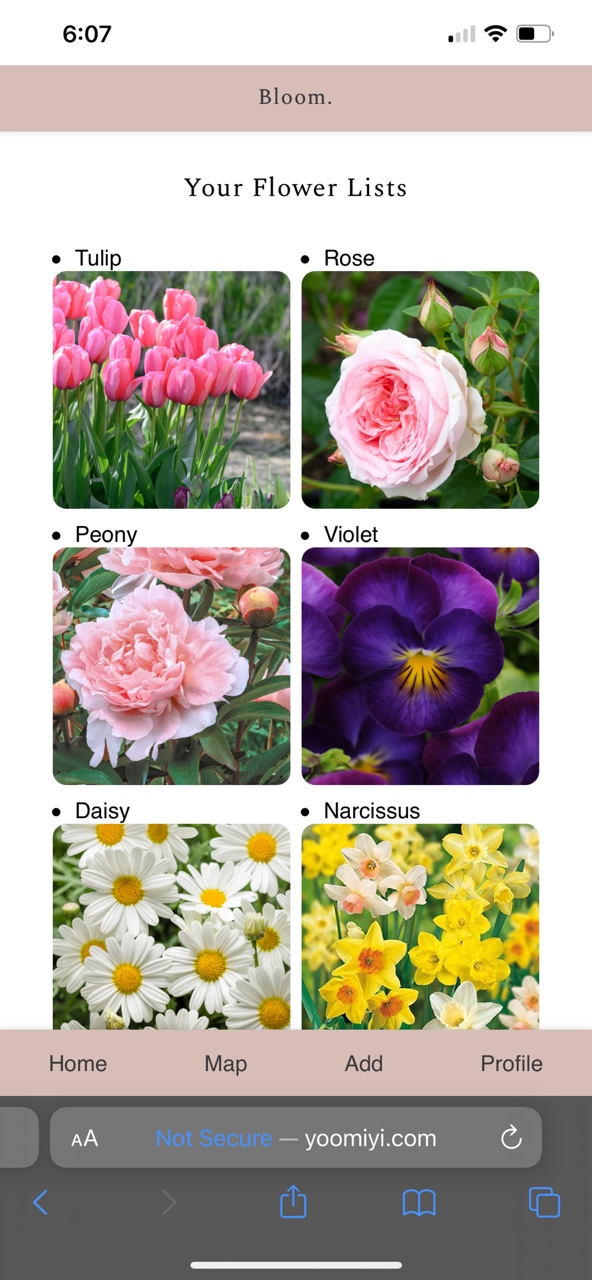 6:07
Bloom.
Your Flower Lists
• Tulip
• Rose
• Peony
• Violet
• Daisy
• Narcissus
Home Map Add Profile
AA Not Secure — yoomiyi.com